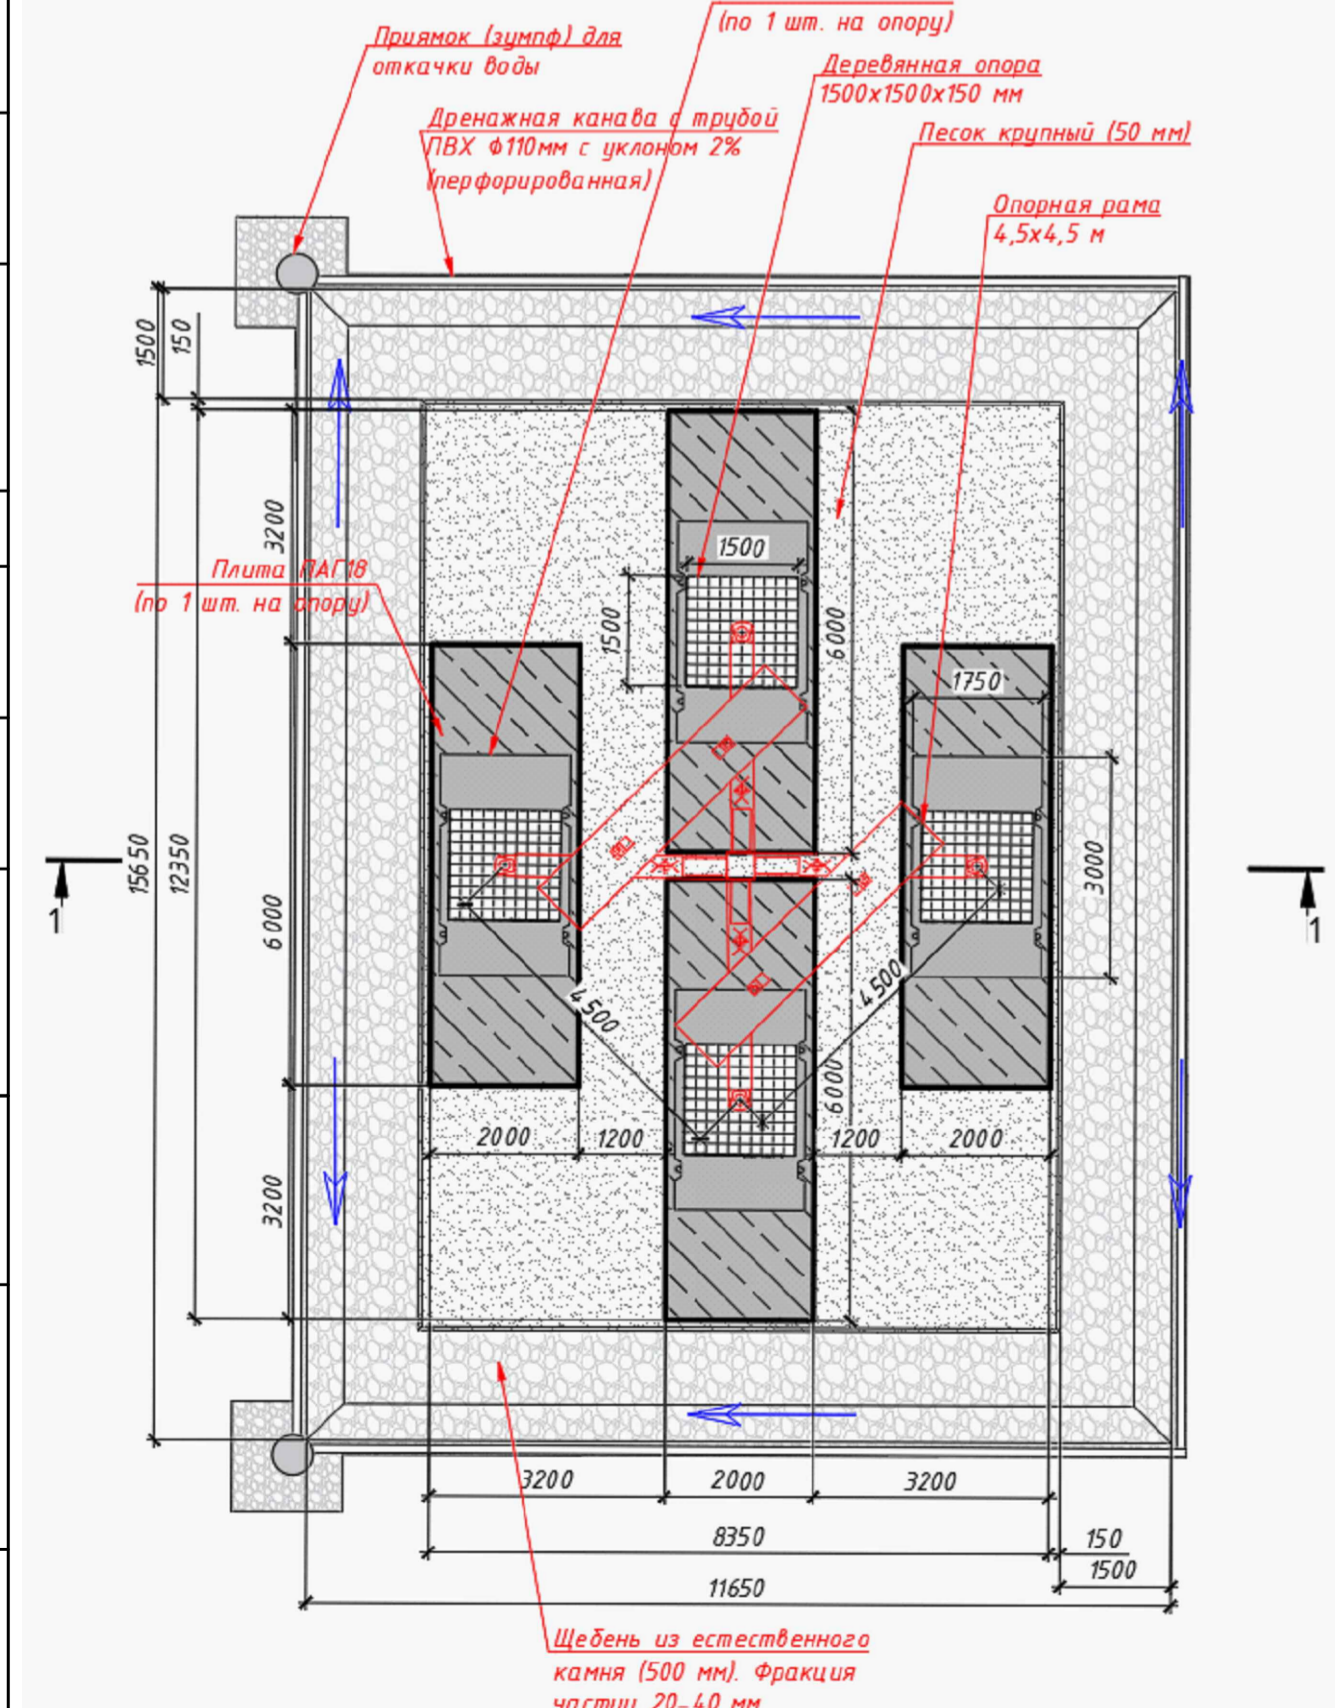 (по 1 шт. на опору)
Приямок (зумпф) для
откачки воды
Деревянная опора
1500х1500х150 мм
Дренажная канава с трубой
ПВХ Ф110мм с уклоном 2%
(перфорированная)
Песок крупный (50 мм)
Опорная рама
4,5х4,5 м
1500
150
3200
1500
Плита ПАГ18
(по 1 шт. на опору)
1500
6000
1750
15650
12350
6000
3000
1
1
4500
4500
6000
2000
1200
1200
2000
3200
3200
2000
3200
8350
150
1500
11650
Щебень из естественного
камня (500 мм). Фракция
частиц 20-40 мм